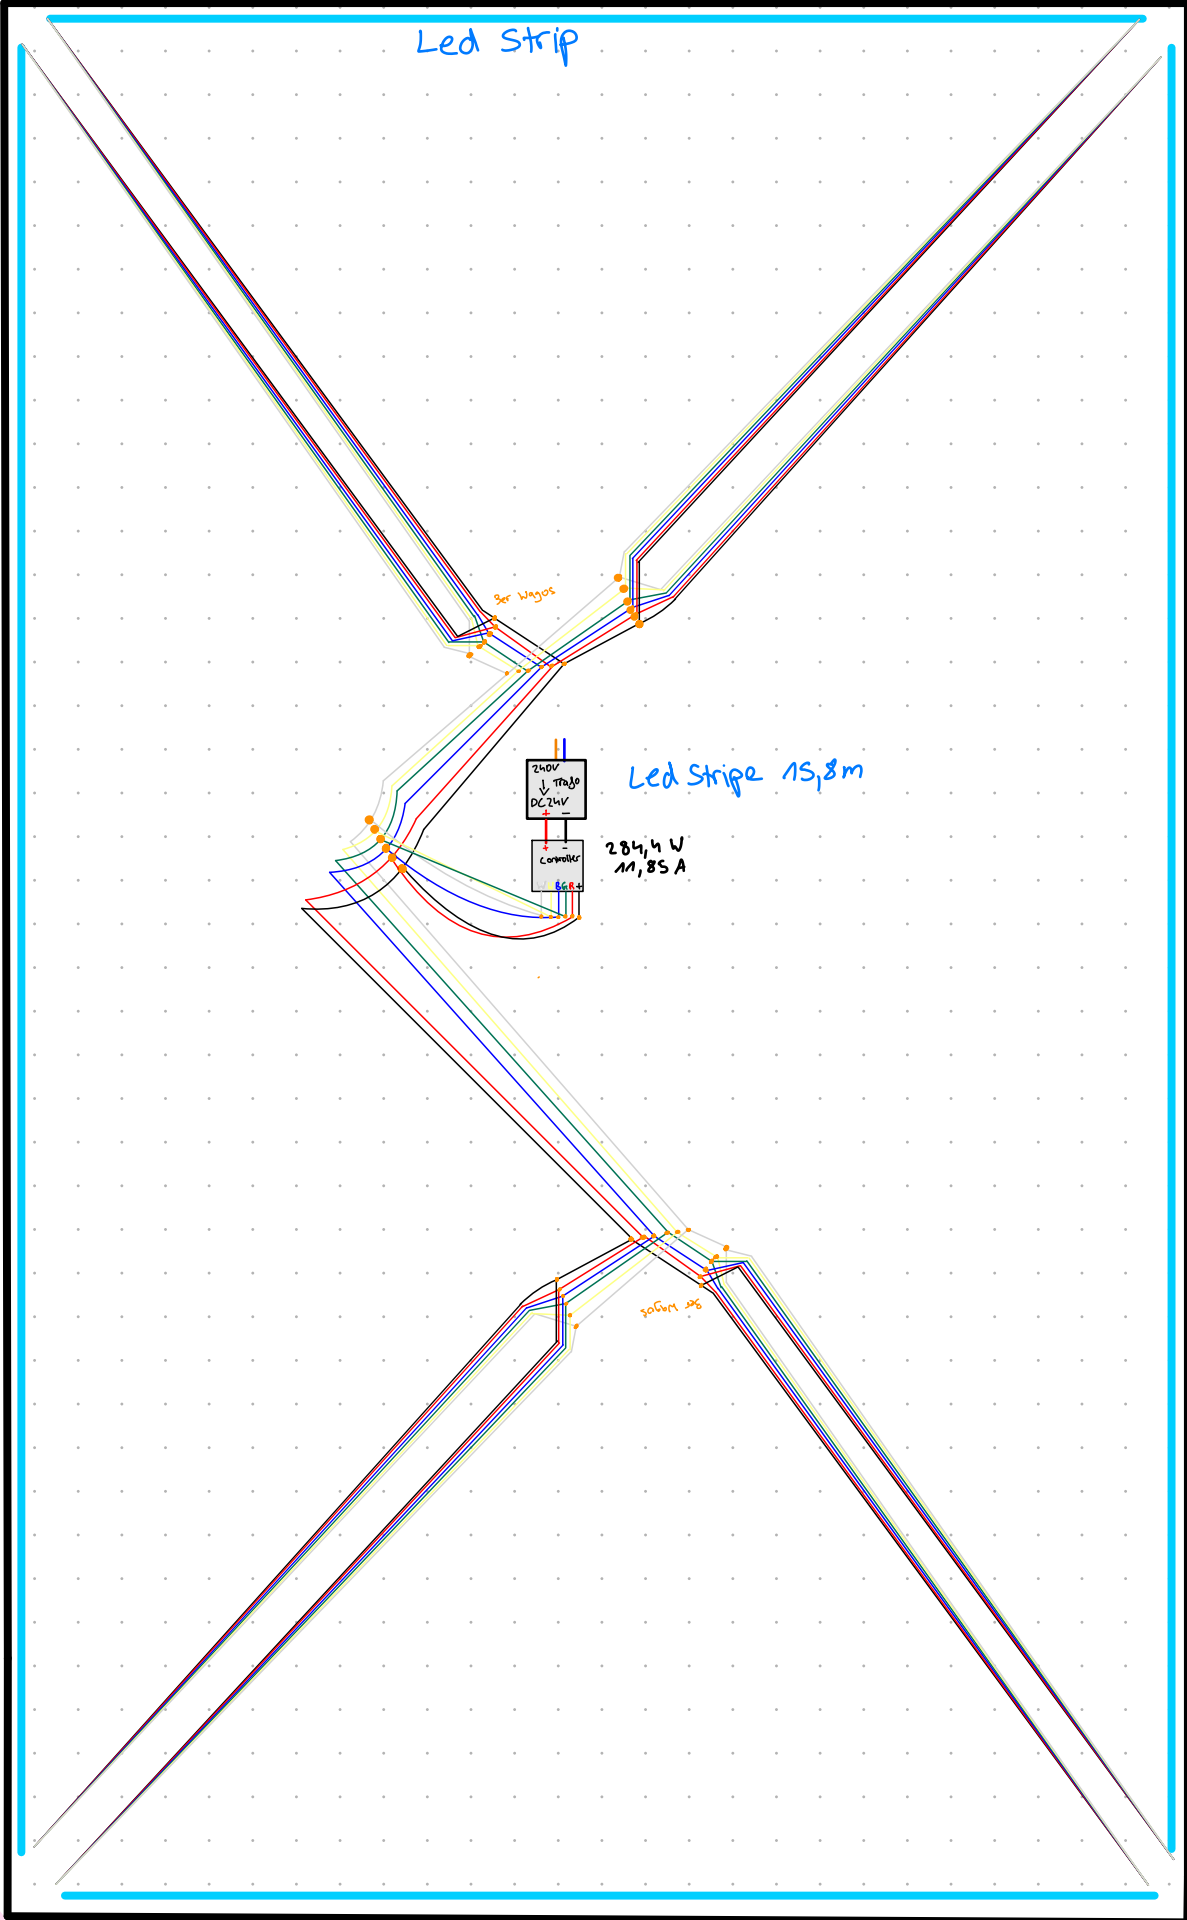 Led Strip
3er Wagos
240V
↓ Trafo
DC24V
+ -
Led Stripe 15,8m
+ -
Controller
BGR+
284,4 W
11,85 A
3er Wagos